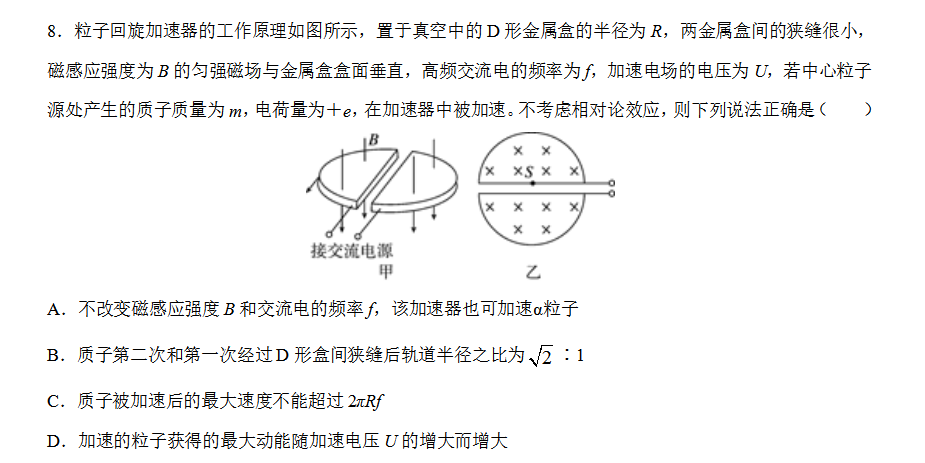 8．粒子回旋加速器的工作原理如图所示，置于真空中的 D 形金属盒的半径为 R，两金属盒间的狭缝很小，
磁感应强度为 B 的匀强磁场与金属盒盒面垂直，高频交流电的频率为 f，加速电场的电压为 U，若中心粒子
源处产生的质子质量为 m，电荷量为＋e，在加速器中被加速。不考虑相对论效应，则下列说法正确是（　　）
B
S
接交流电源
甲
乙
A．不改变磁感应强度 B 和交流电的频率 f，该加速器也可加速α粒子
B．质子第二次和第一次经过 D 形盒间狭缝后轨道半径之比为 √2 ∶1
C．质子被加速后的最大速度不能超过 2πRf
D．加速的粒子获得的最大动能随加速电压 U 的增大而增大